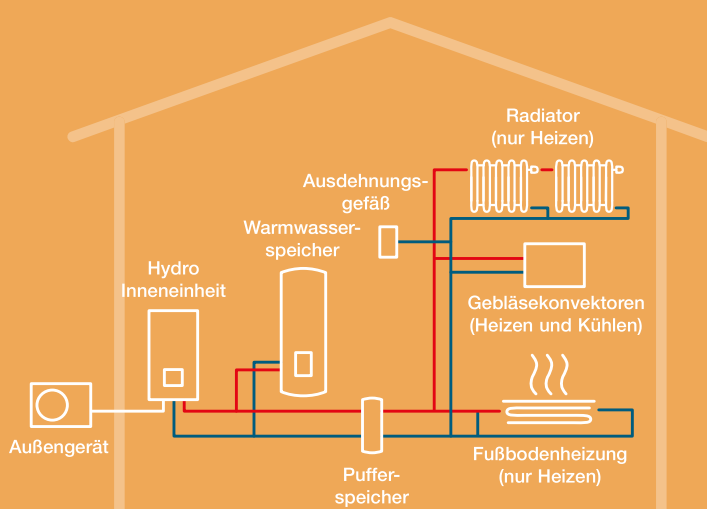 Radiator
(nur Heizen)
Ausdehnungs-
gefäß
Warmwasser-
speicher
Hydro
Inneneinheit
Gebläsekonvektoren
(Heizen und Kühlen)
Außengerät
Fußbodenheizung
(nur Heizen)
Puffer-
speicher